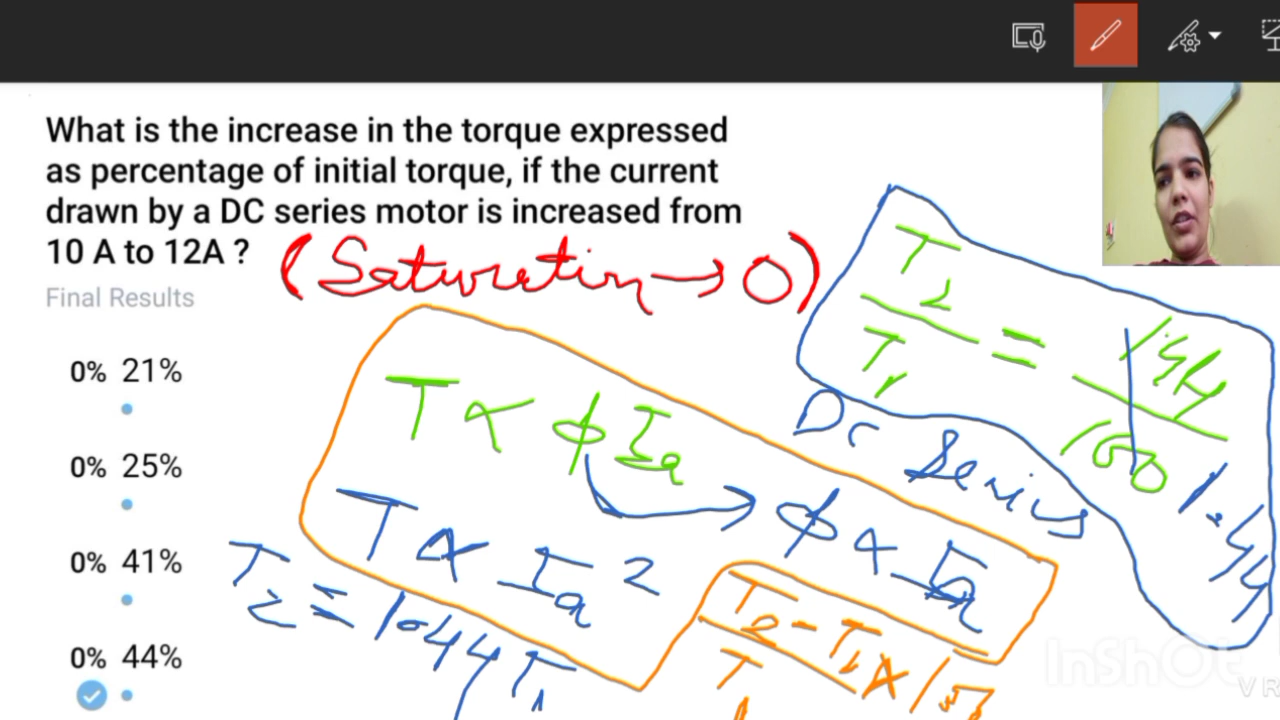 What is the increase in the torque expressed
as percentage of initial torque, if the current
drawn by a DC series motor is increased from
10 A to 12A ?
(Saturation → 0)
Final Results
0% 21%
0% 25%
0% 41%
0% 44%
T ∝ ϕ Ia
ϕ ∝ Ia
T ∝ Ia²
T2 = 1.44 T1
T2 / T1 = 144 / 100
1.44
Dc Series
T2 - T1 / T1 × 100
InShOt
VR